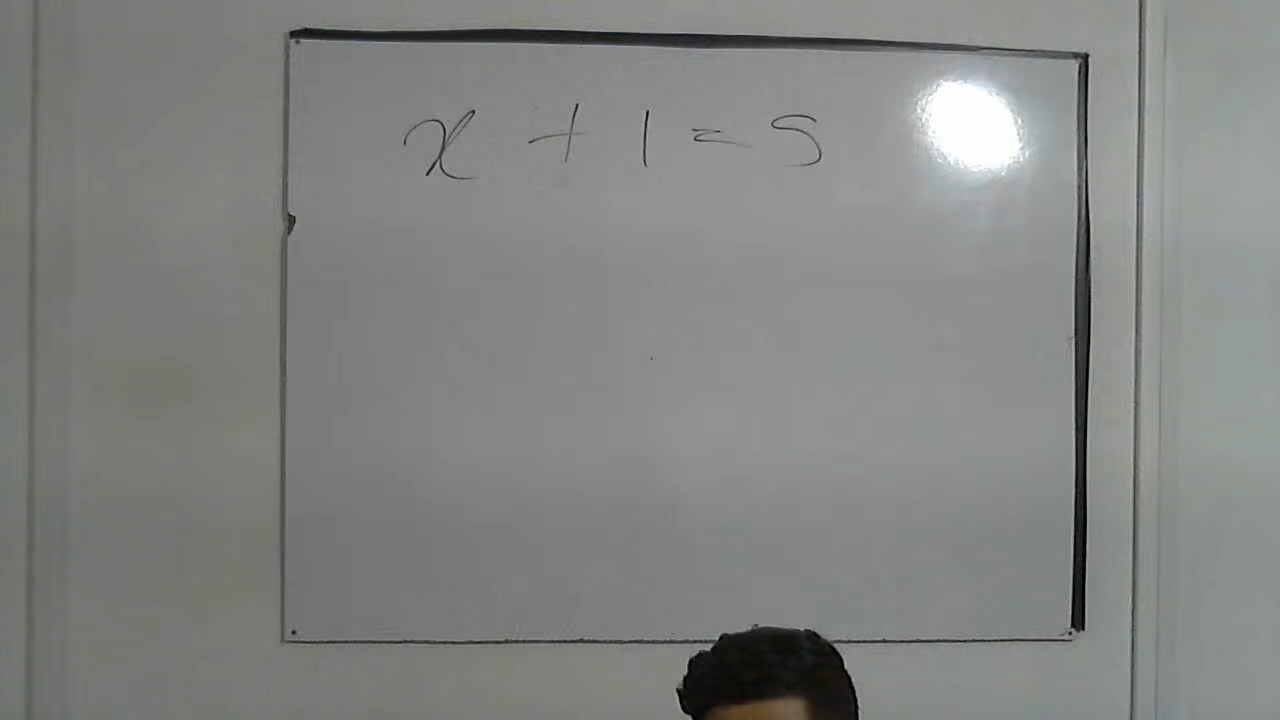 x + 1 = 5